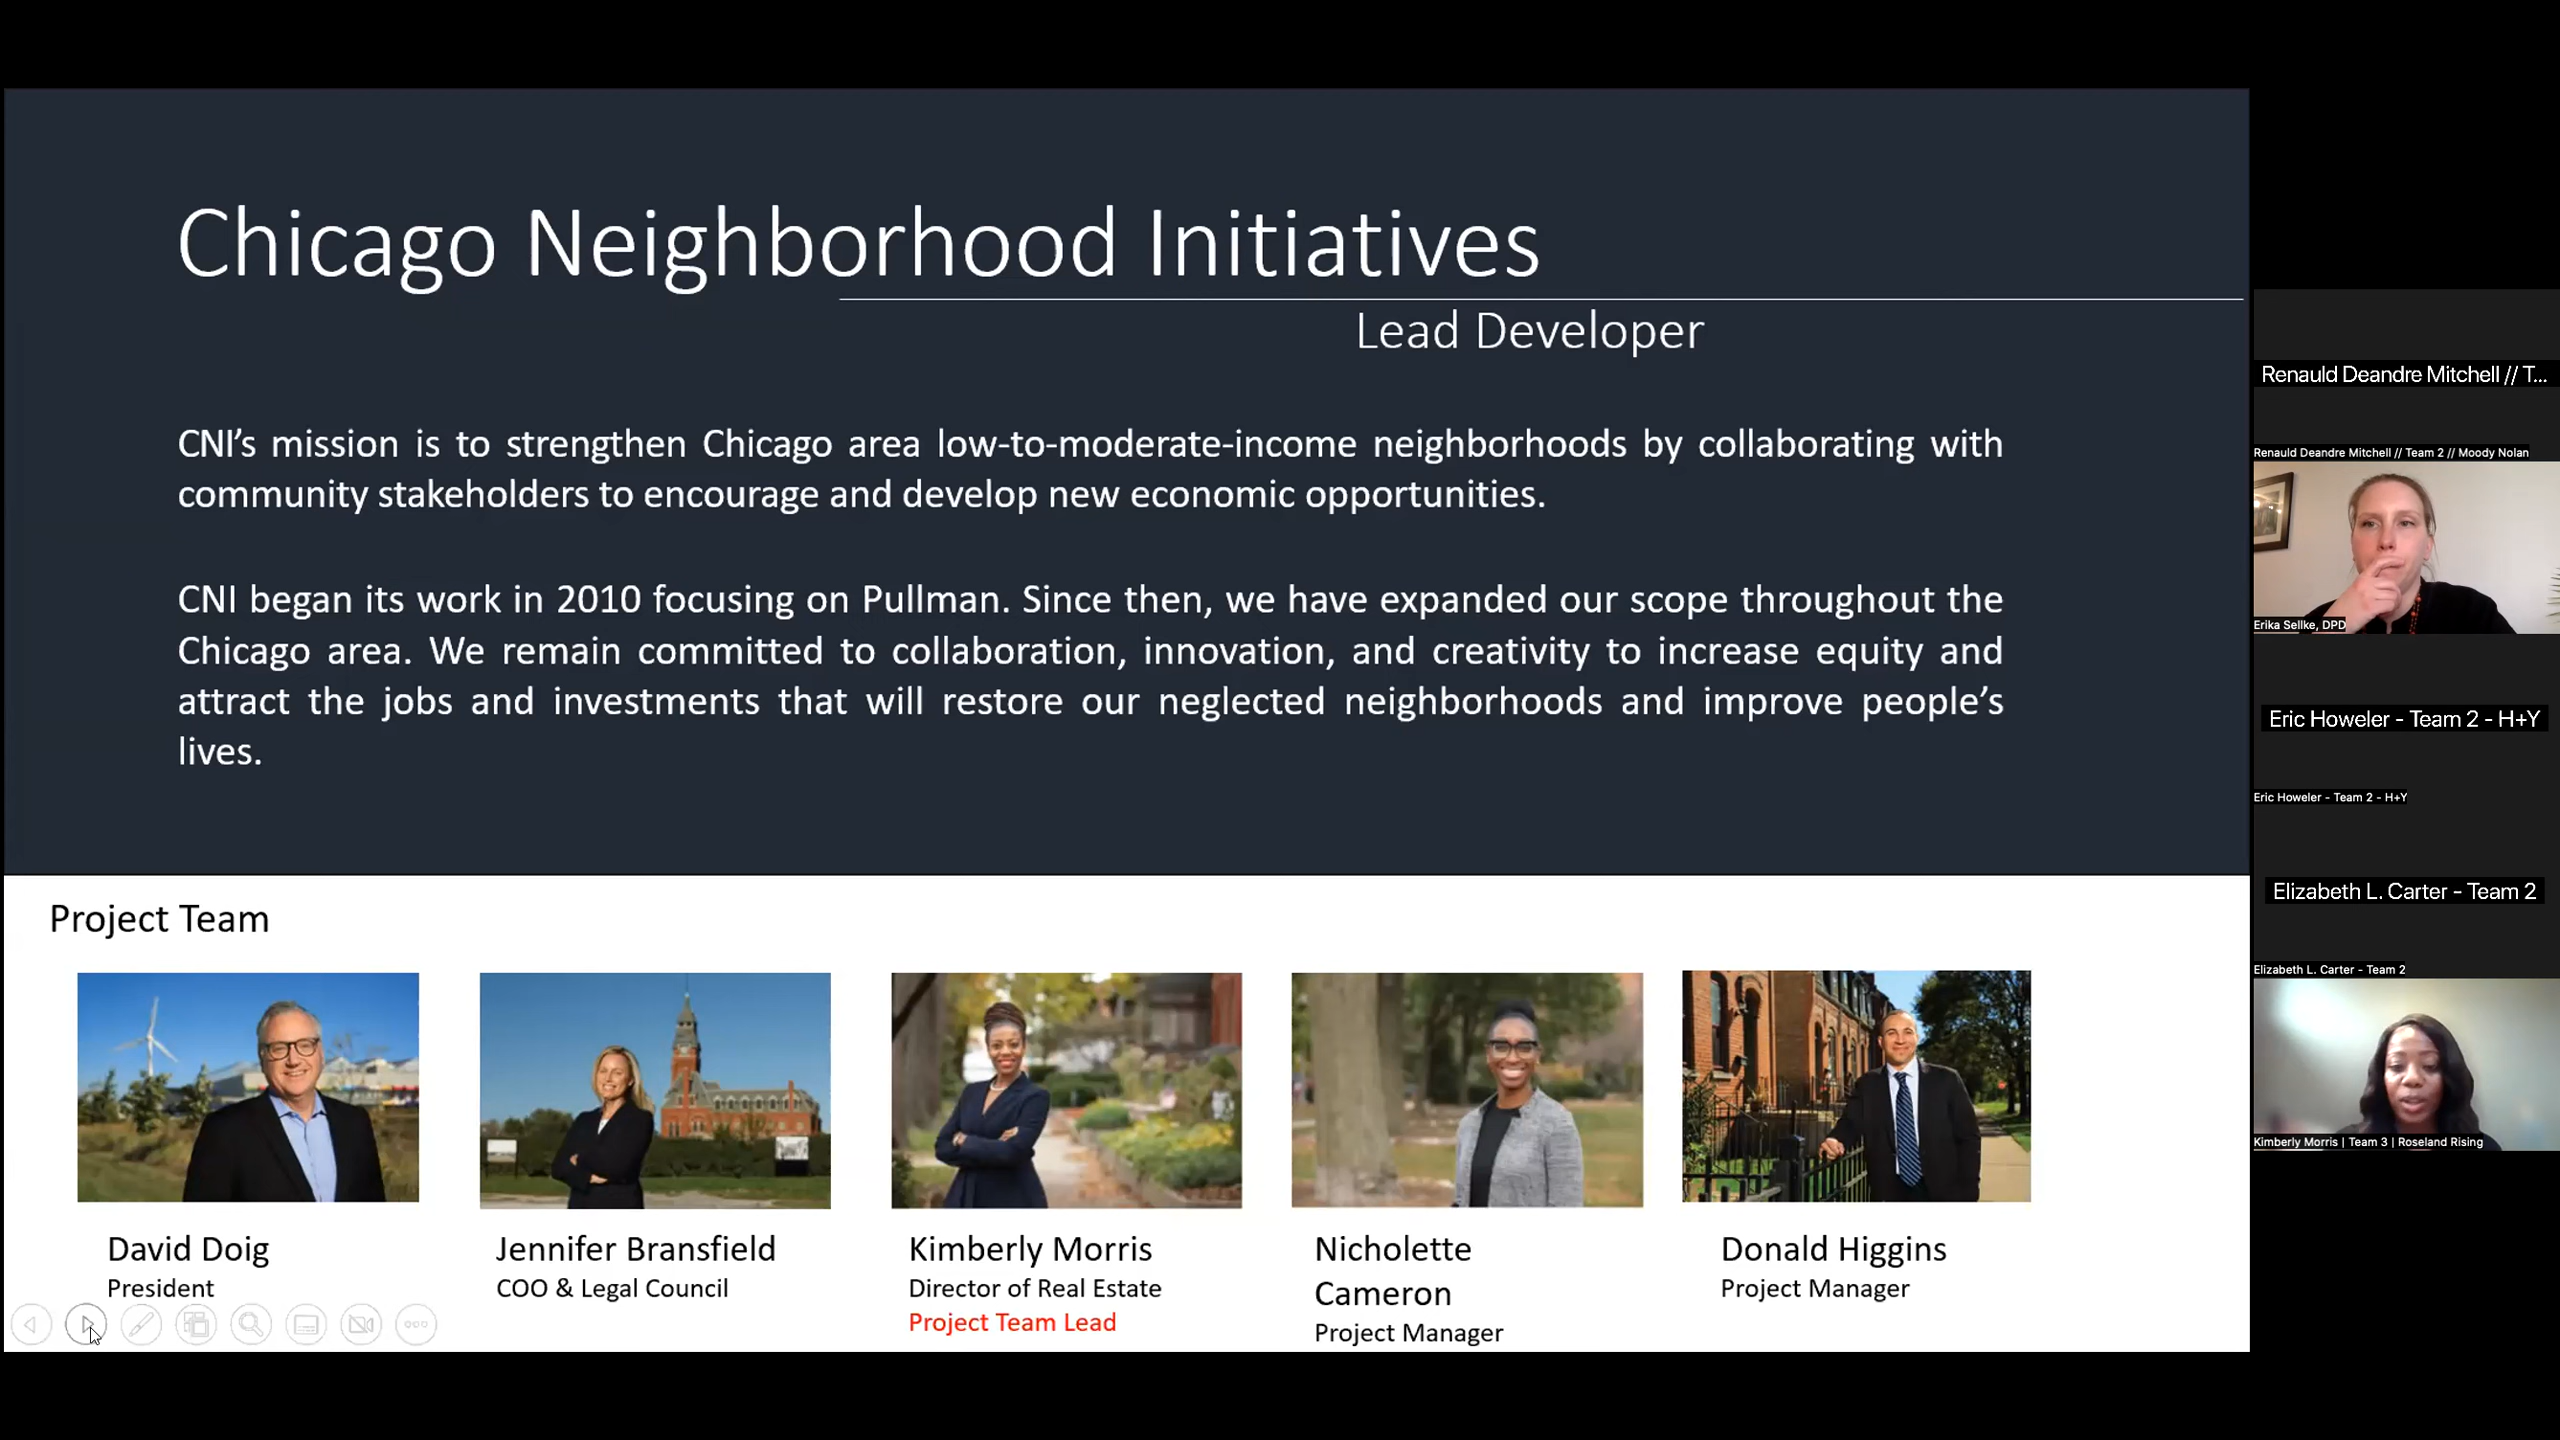 Chicago Neighborhood Initiatives
Lead Developer
CNI's mission is to strengthen Chicago area low-to-moderate-income neighborhoods by collaborating with
community stakeholders to encourage and develop new economic opportunities.
CNI began its work in 2010 focusing on Pullman. Since then, we have expanded our scope throughout the
Chicago area. We remain committed to collaboration, innovation, and creativity to increase equity and
attract the jobs and investments that will restore our neglected neighborhoods and improve people's
lives.
Project Team
David Doig
President
Jennifer Bransfield
COO & Legal Council
Kimberly Morris
Director of Real Estate
Project Team Lead
Nicholette
Cameron
Project Manager
Donald Higgins
Project Manager
Renauld Deandre Mitchell // T...
Renauld Deandre Mitchell // Team 2 // Moody Nolan
Erika Sellke, DPD
Eric Howeler - Team 2 - H+Y
Eric Howeler - Team 2 - H+Y
Elizabeth L. Carter - Team 2
Elizabeth L. Carter - Team 2
Kimberly Morris | Team 3 | Roseland Rising